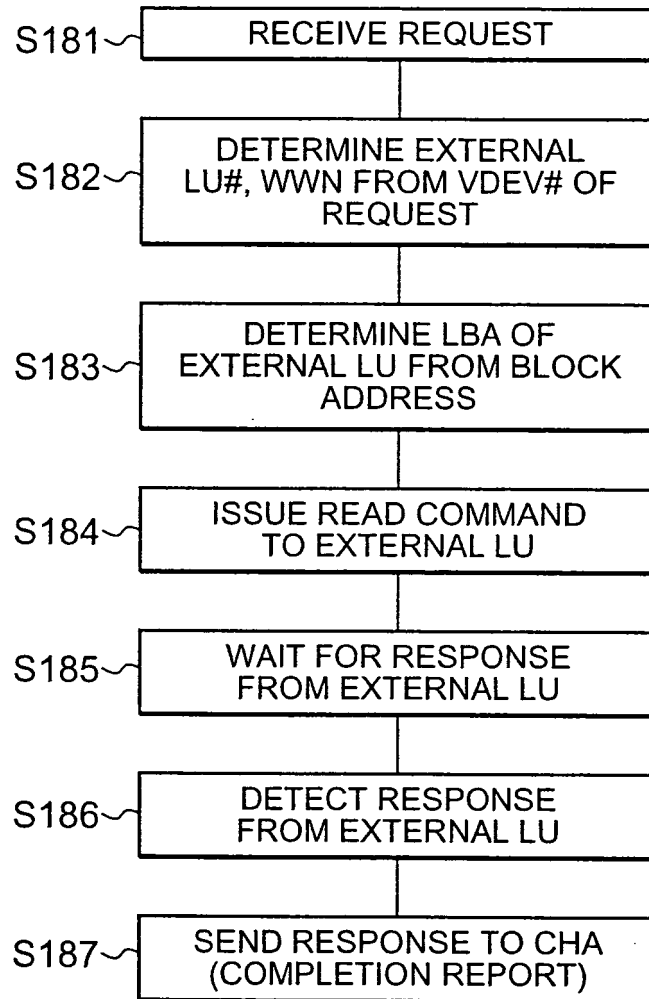 S181
RECEIVE REQUEST
S182
DETERMINE EXTERNAL
LU#, WWN FROM VDEV# OF
REQUEST
S183
DETERMINE LBA OF
EXTERNAL LU FROM BLOCK
ADDRESS
S184
ISSUE READ COMMAND
TO EXTERNAL LU
S185
WAIT FOR RESPONSE
FROM EXTERNAL LU
S186
DETECT RESPONSE
FROM EXTERNAL LU
S187
SEND RESPONSE TO CHA
(COMPLETION REPORT)